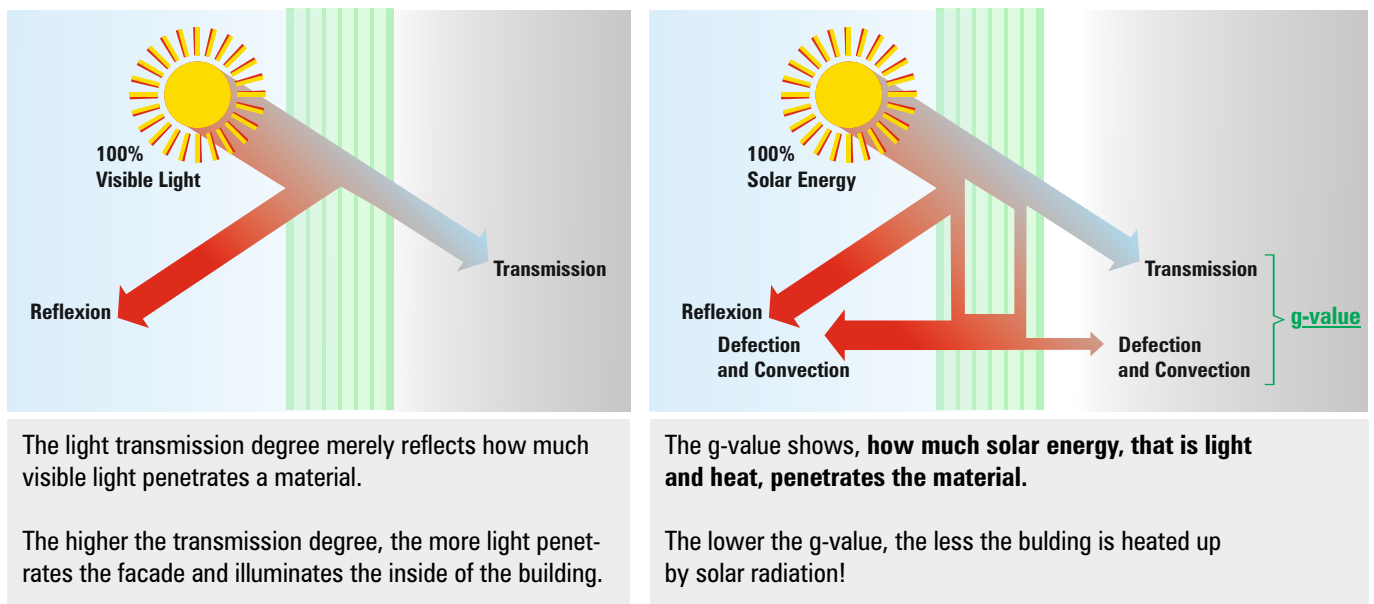 100%
Visible Light
Transmission
Reflexion
The light transmission degree merely reflects how much
visible light penetrates a material.
The higher the transmission degree, the more light penet-
rates the facade and illuminates the inside of the building.
100%
Solar Energy
Transmission
g-value
Reflexion
Defection
and Convection
Defection
and Convection
The g-value shows, how much solar energy, that is light
and heat, penetrates the material.
The lower the g-value, the less the bulding is heated up
by solar radiation!